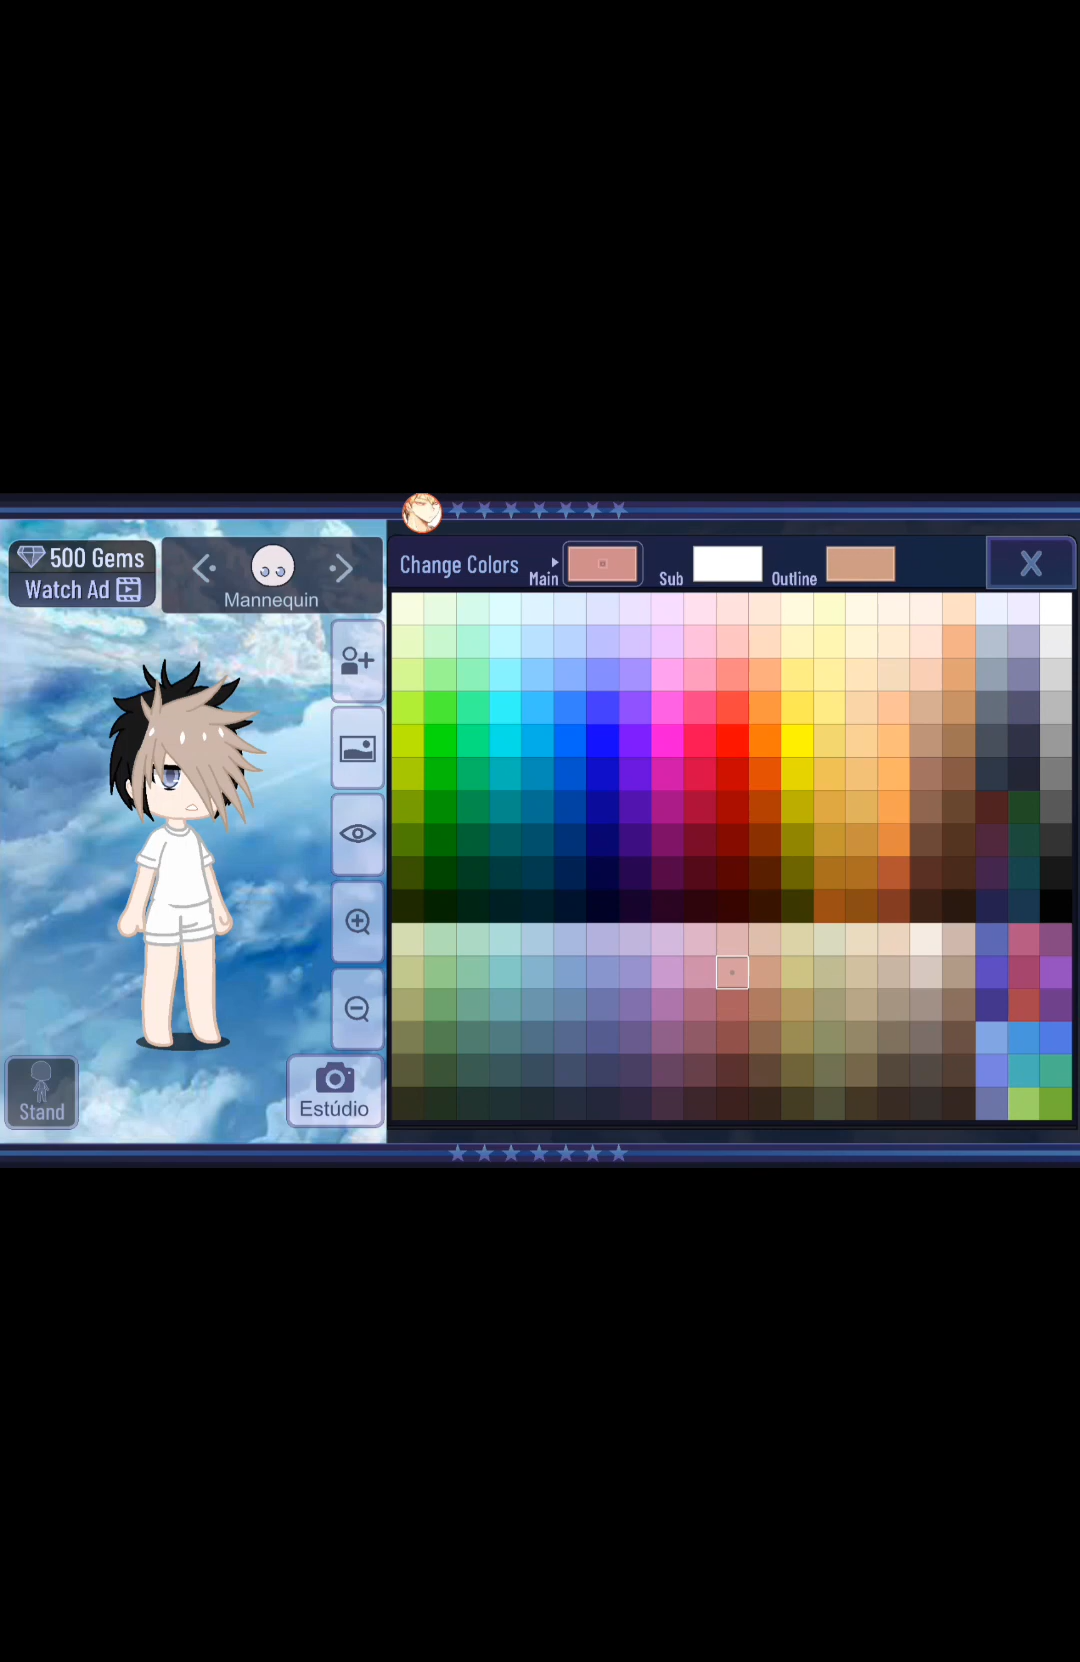 500 Gems
Watch Ad
Mannequin
Change Colors
Main
Sub
Outline
X
Stand
Estúdio